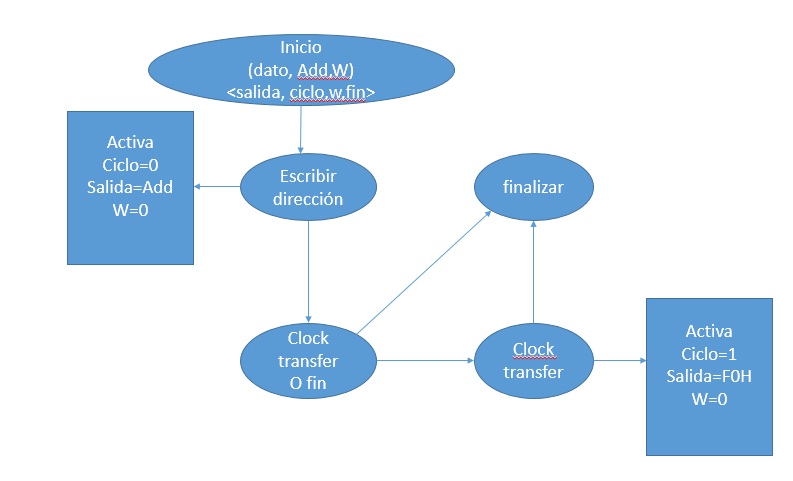 Inicio
(dato, Add,W)
<salida, ciclo,w,fin>
Activa
Ciclo=0
Salida=Add
W=0
Escribir
dirección
finalizar
Clock
transfer
O fin
Clock
transfer
Activa
Ciclo=1
Salida=F0H
W=0